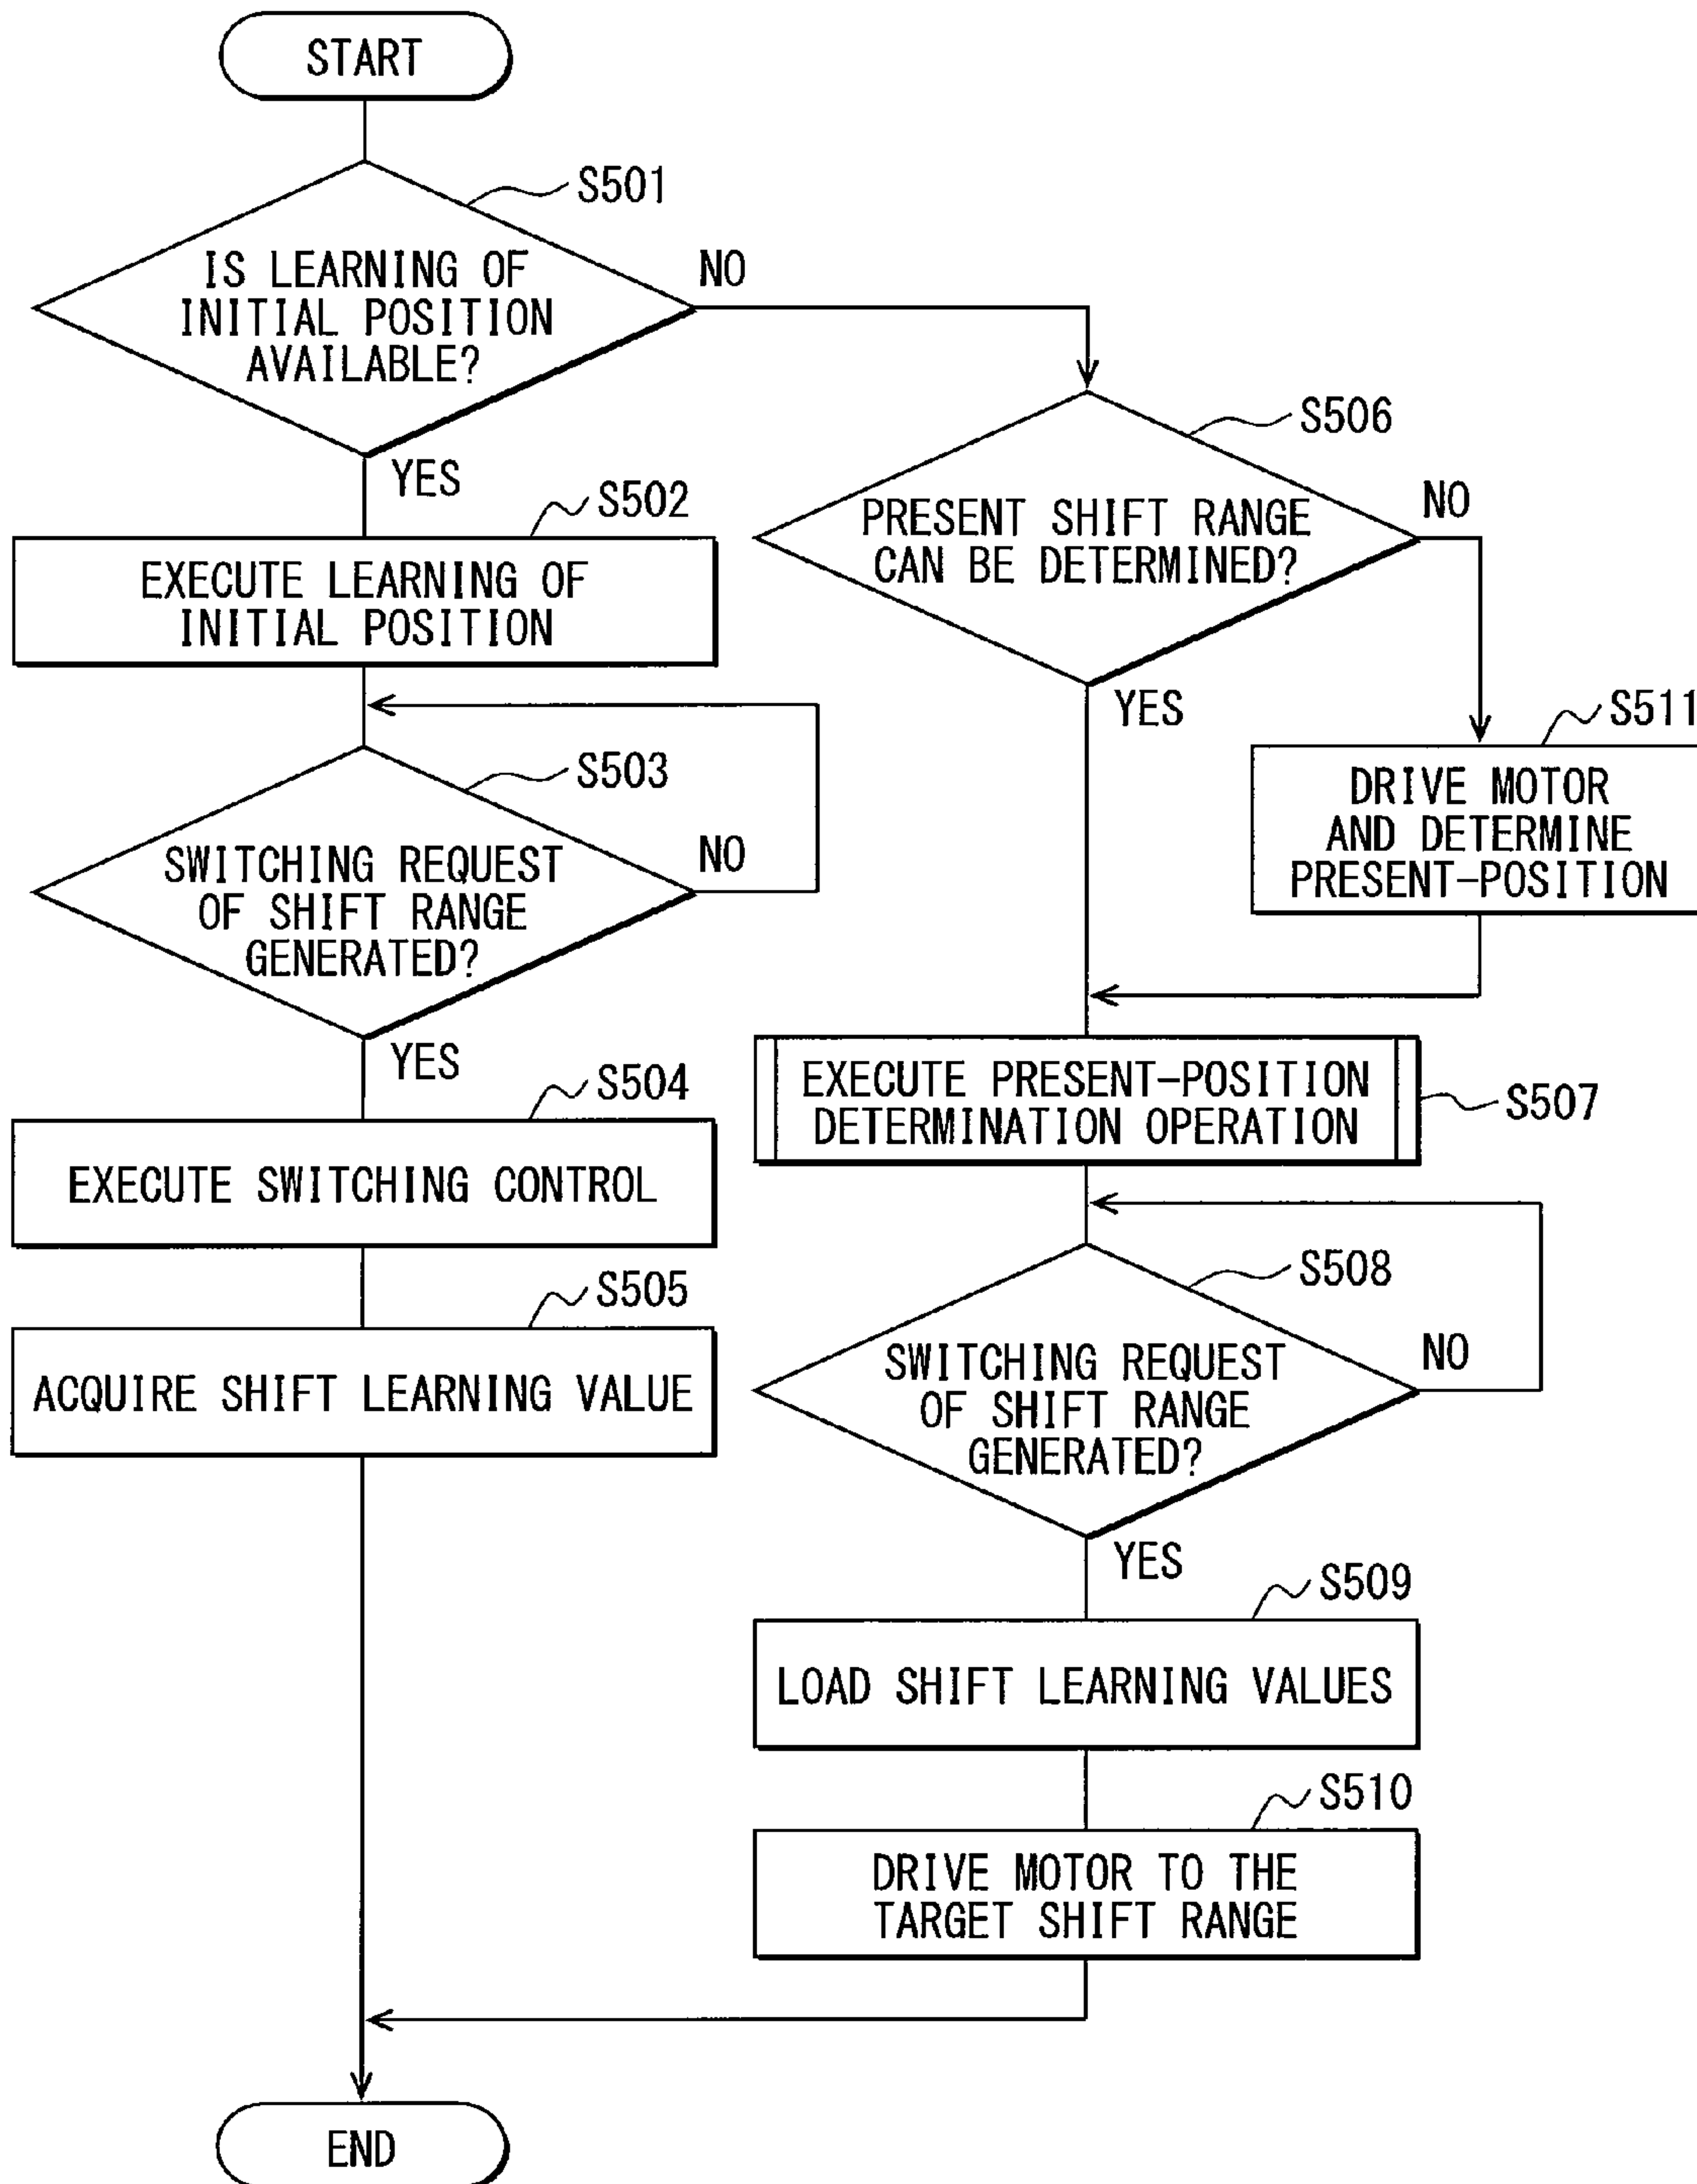 START
S501
IS LEARNING OF
INITIAL POSITION
AVAILABLE?
NO
YES
S502
EXECUTE LEARNING OF
INITIAL POSITION
S503
SWITCHING REQUEST
OF SHIFT RANGE
GENERATED?
NO
YES
S504
EXECUTE SWITCHING CONTROL
S505
ACQUIRE SHIFT LEARNING VALUE
S506
PRESENT SHIFT RANGE
CAN BE DETERMINED?
NO
YES
S511
DRIVE MOTOR
AND DETERMINE
PRESENT-POSITION
EXECUTE PRESENT-POSITION
DETERMINATION OPERATION
S507
S508
SWITCHING REQUEST
OF SHIFT RANGE
GENERATED?
NO
YES
S509
LOAD SHIFT LEARNING VALUES
S510
DRIVE MOTOR TO THE
TARGET SHIFT RANGE
END